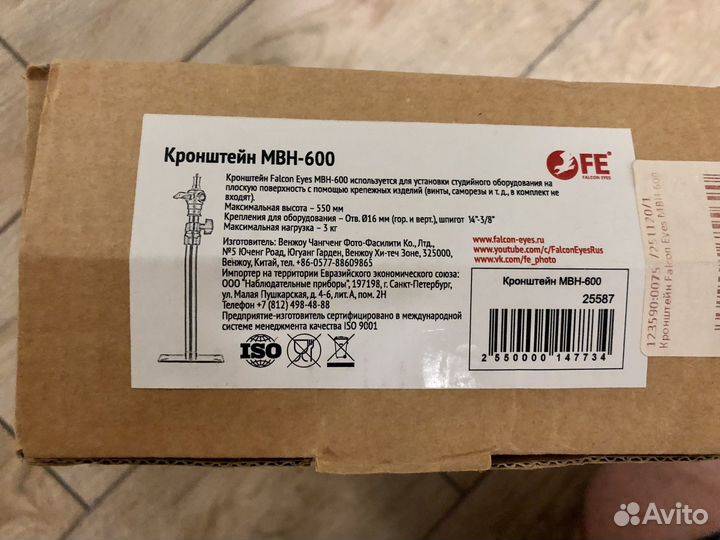 Кронштейн MBH-600
FE
FALCON EYES
Кронштейн Falcon Eyes MBH-600 используется для установки студийного оборудования на
плоскую поверхность с помощью крепежных изделий (винты, саморезы и т. д., в комплект не
входят).
Максимальная высота – 550 мм
Крепления для оборудования – Отв. Ø16 мм (гор. и верт.), шпигот ¼"-3/8"
Максимальная нагрузка – 3 кг
Изготовитель: Венжоу Чангченг Фото-Фасилити Ко., Лтд.,
№5 Юченг Роад, Югуанг Гарден, Венжоу Хи-теч Зоне, 325000,
Венжоу, Китай, тел. +86-0577-88609865
Импортер на территории Евразийского экономического союза:
ООО "Наблюдательные приборы", 197198, г. Санкт-Петербург,
ул. Малая Пушкарская, д. 4-6, лит. А, пом. 2Н
Телефон +7 (812) 498-48-88
Предприятие-изготовитель сертифицировано в международной
системе менеджмента качества ISO 9001
ISO
www.falcon-eyes.ru
www.youtube.com/c/FalconEyesRus
www.vk.com/fe_photo
Кронштейн MBH-600
25587
2 550000 147734
123590:0075 /251120/1
Кронштейн Falcon Eyes MBH-600
Avito